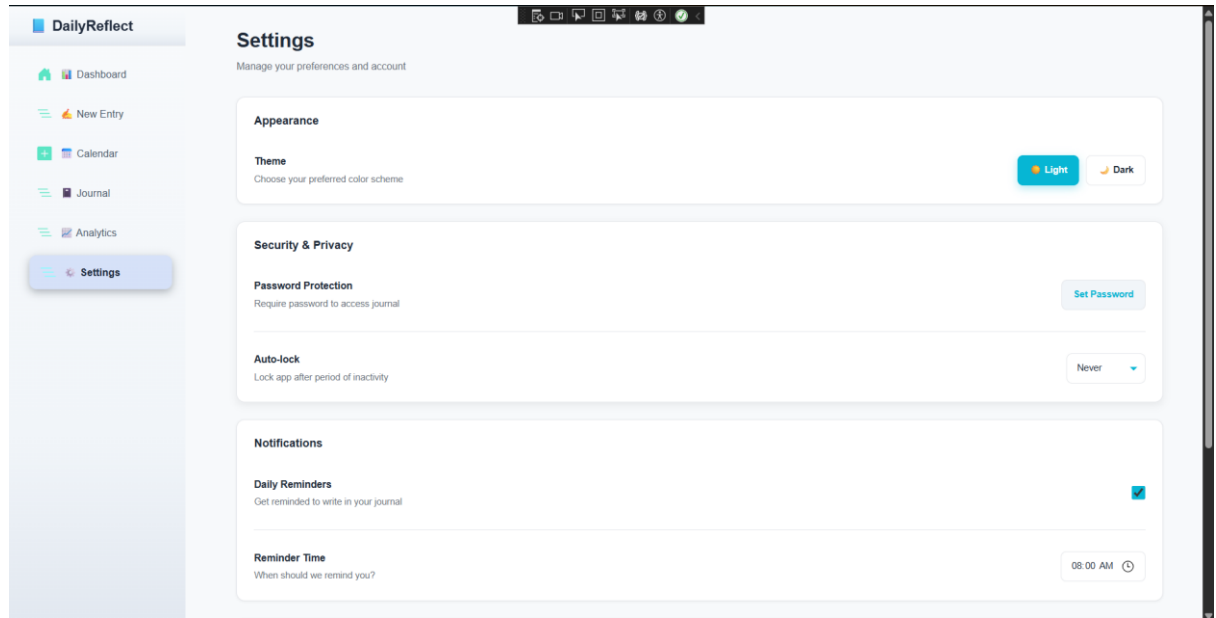 DailyReflect
Dashboard
New Entry
Calendar
Journal
Analytics
Settings
Settings
Manage your preferences and account
Appearance
Theme
Choose your preferred color scheme
Light
Dark
Security & Privacy
Password Protection
Require password to access journal
Set Password
Auto-lock
Lock app after period of inactivity
Never
Notifications
Daily Reminders
Get reminded to write in your journal
Reminder Time
When should we remind you?
08:00 AM